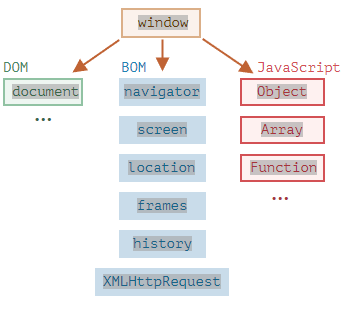 window
DOM
BOM
JavaScript
document
navigator
Object
...
screen
Array
location
Function
frames
...
history
XMLHttpRequest